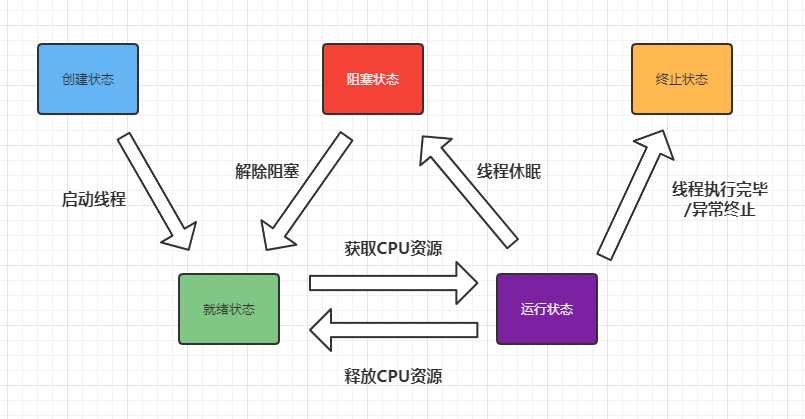 创建状态
阻塞状态
终止状态
启动线程
解除阻塞
线程休眠
线程执行完毕
/异常终止
获取CPU资源
就绪状态
运行状态
释放CPU资源